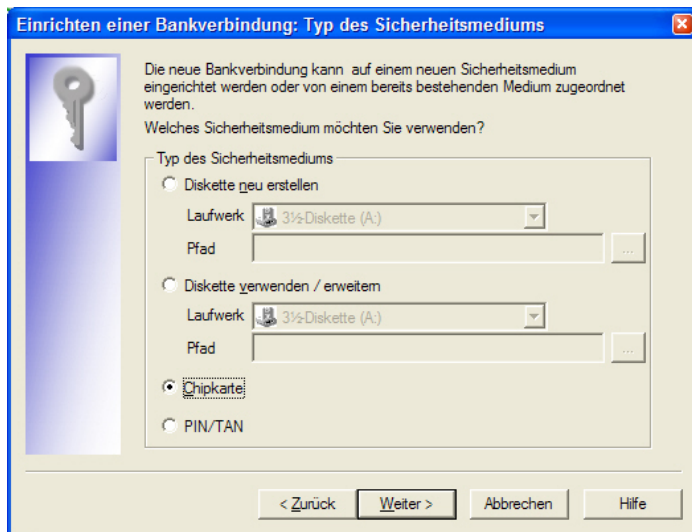 Einrichten einer Bankverbindung: Typ des Sicherheitsmediums
Die neue Bankverbindung kann auf einem neuen Sicherheitsmedium
eingerichtet werden oder von einem bereits bestehenden Medium zugeordnet
werden.
Welches Sicherheitsmedium möchten Sie verwenden?
Typ des Sicherheitsmediums
Diskette neu erstellen
Laufwerk 3½-Diskette (A:)
Pfad ...
Diskette verwenden / erweitern
Laufwerk 3½-Diskette (A:)
Pfad ...
Chipkarte
PIN/TAN
< Zurück Weiter > Abbrechen Hilfe